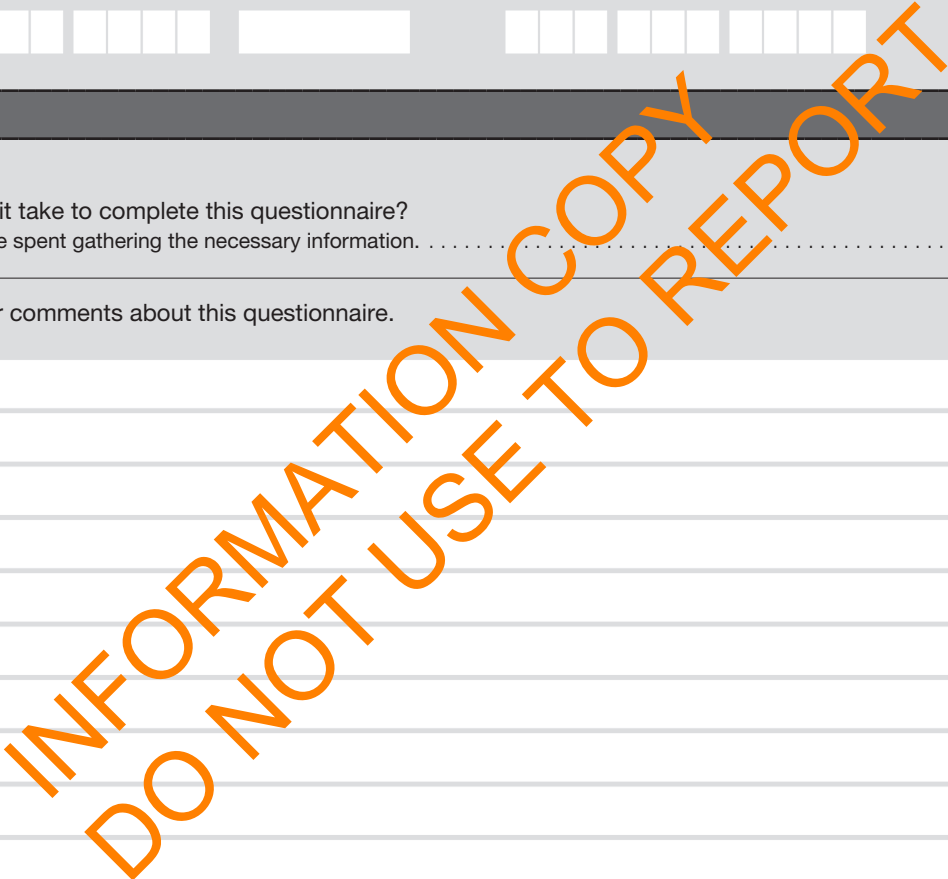 it take to complete this questionnaire?
e spent gathering the necessary information. . . . . . . . . . . . . . . . . . . . . . . . . . . . . . . . . . . . . . . . . . . . . . .
r comments about this questionnaire.
INFORMATION COPY
DO NOT USE TO REPORT